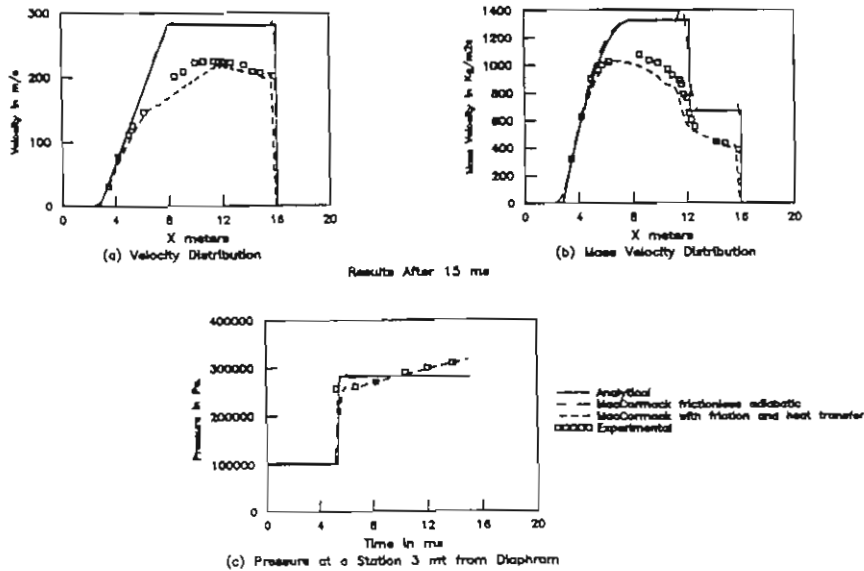 300
200
100
0
Velocity in m/s
0 4 8 12 16 20
X meters
(a) Velocity Distribution
1400
1200
1000
800
600
400
200
0
Mass Velocity in Kg/m2s
0 4 8 12 16 20
X meters
(b) Mass Velocity Distribution
Results After 15 ms
400000
300000
200000
100000
0
Pressure in Pa.
0 4 8 12 16 20
Time in ms
(c) Pressure at a Station 3 mt from Diaphram
Analytical
MacCormack frictionless adiabatic
MacCormack with friction and heat transfer
Experimental